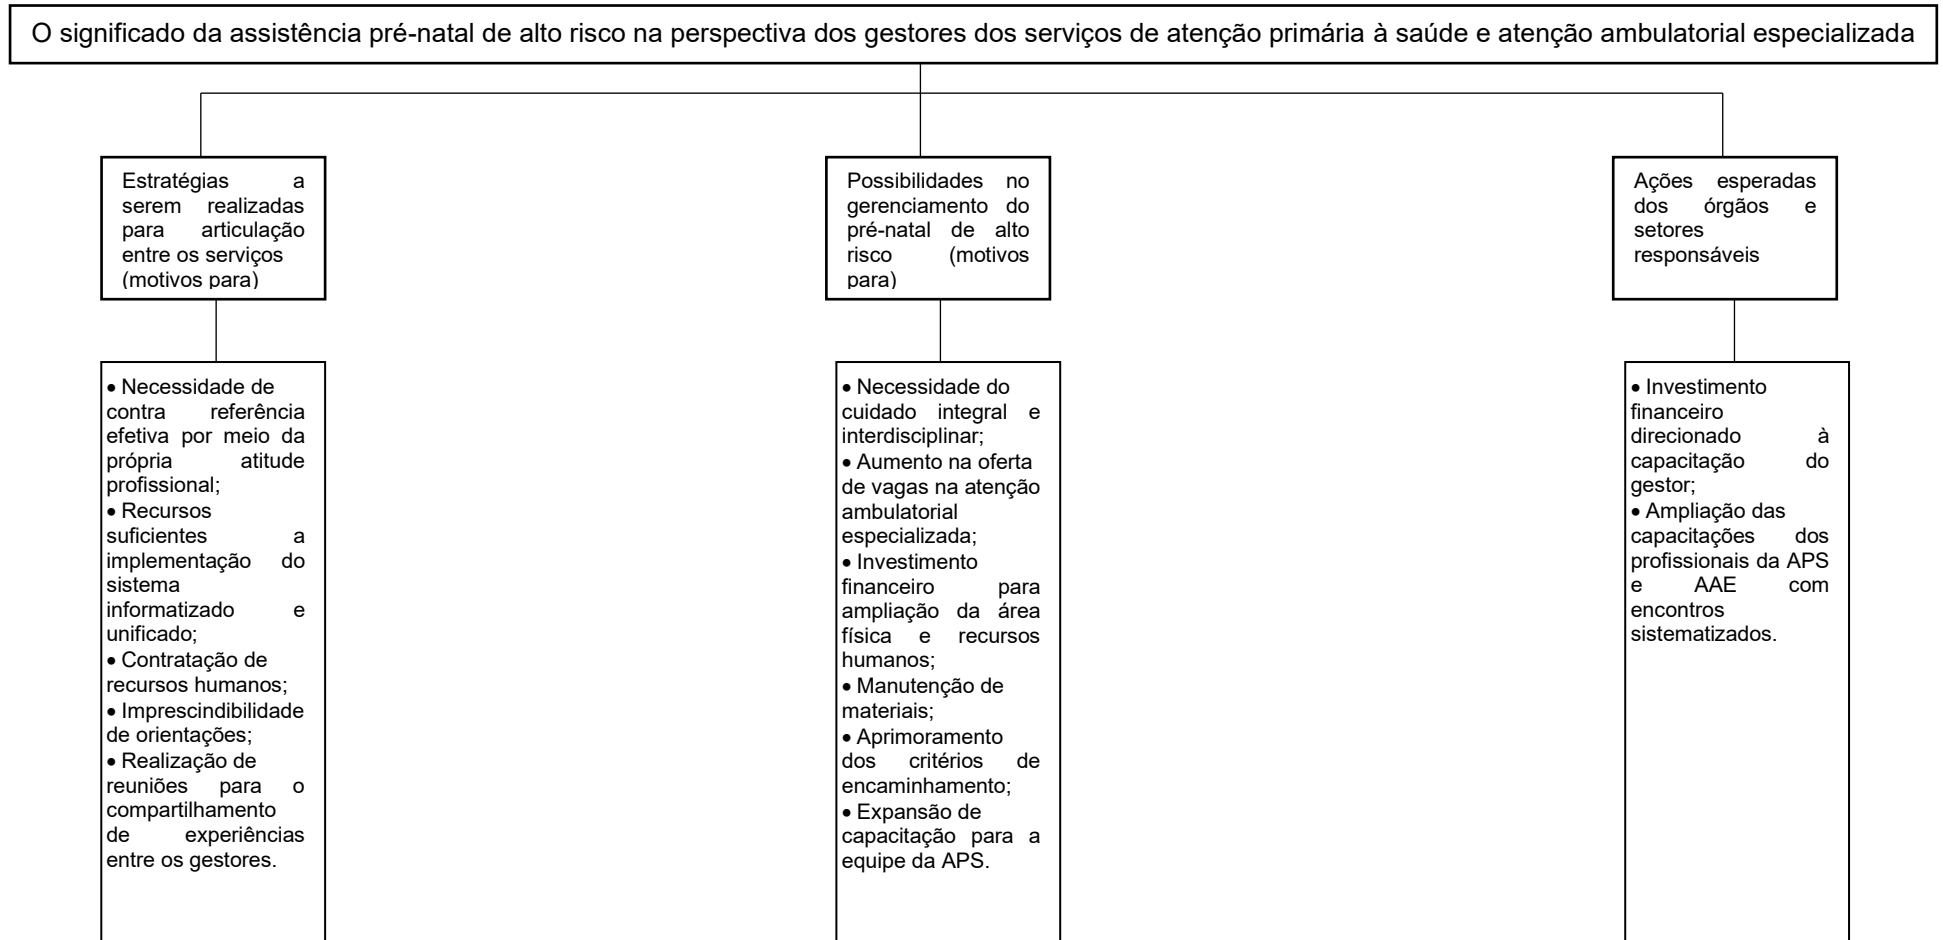 O significado da assistência pré-natal de alto risco na perspectiva dos gestores dos serviços de atenção primária à saúde e atenção ambulatorial especializada
Estratégias a
serem realizadas
para articulação
entre os serviços
(motivos para)
Possibilidades no
gerenciamento do
pré-natal de alto
risco (motivos
para)
Ações esperadas
dos órgãos e
setores
responsáveis
• Necessidade de
contra referência
efetiva por meio da
própria atitude
profissional;
• Recursos
suficientes a
implementação do
sistema
informatizado e
unificado;
• Contratação de
recursos humanos;
• Imprescindibilidade
de orientações;
• Realização de
reuniões para o
compartilhamento
de experiências
entre os gestores.
• Necessidade do
cuidado integral e
interdisciplinar;
• Aumento na oferta
de vagas na atenção
ambulatorial
especializada;
• Investimento
financeiro para
ampliação da área
física e recursos
humanos;
• Manutenção de
materiais;
• Aprimoramento
dos critérios de
encaminhamento;
• Expansão de
capacitação para a
equipe da APS.
• Investimento
financeiro
direcionado à
capacitação do
gestor;
• Ampliação das
capacitações dos
profissionais da APS
e AAE com
encontros
sistematizados.